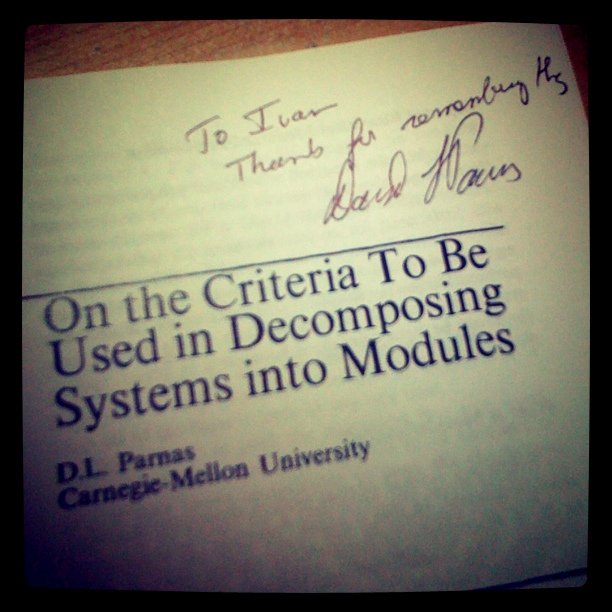 To Ivan
Thanks for remembering this
David L Parnas
On the Criteria To Be
Used in Decomposing
Systems into Modules
D.L. Parnas
Carnegie-Mellon University